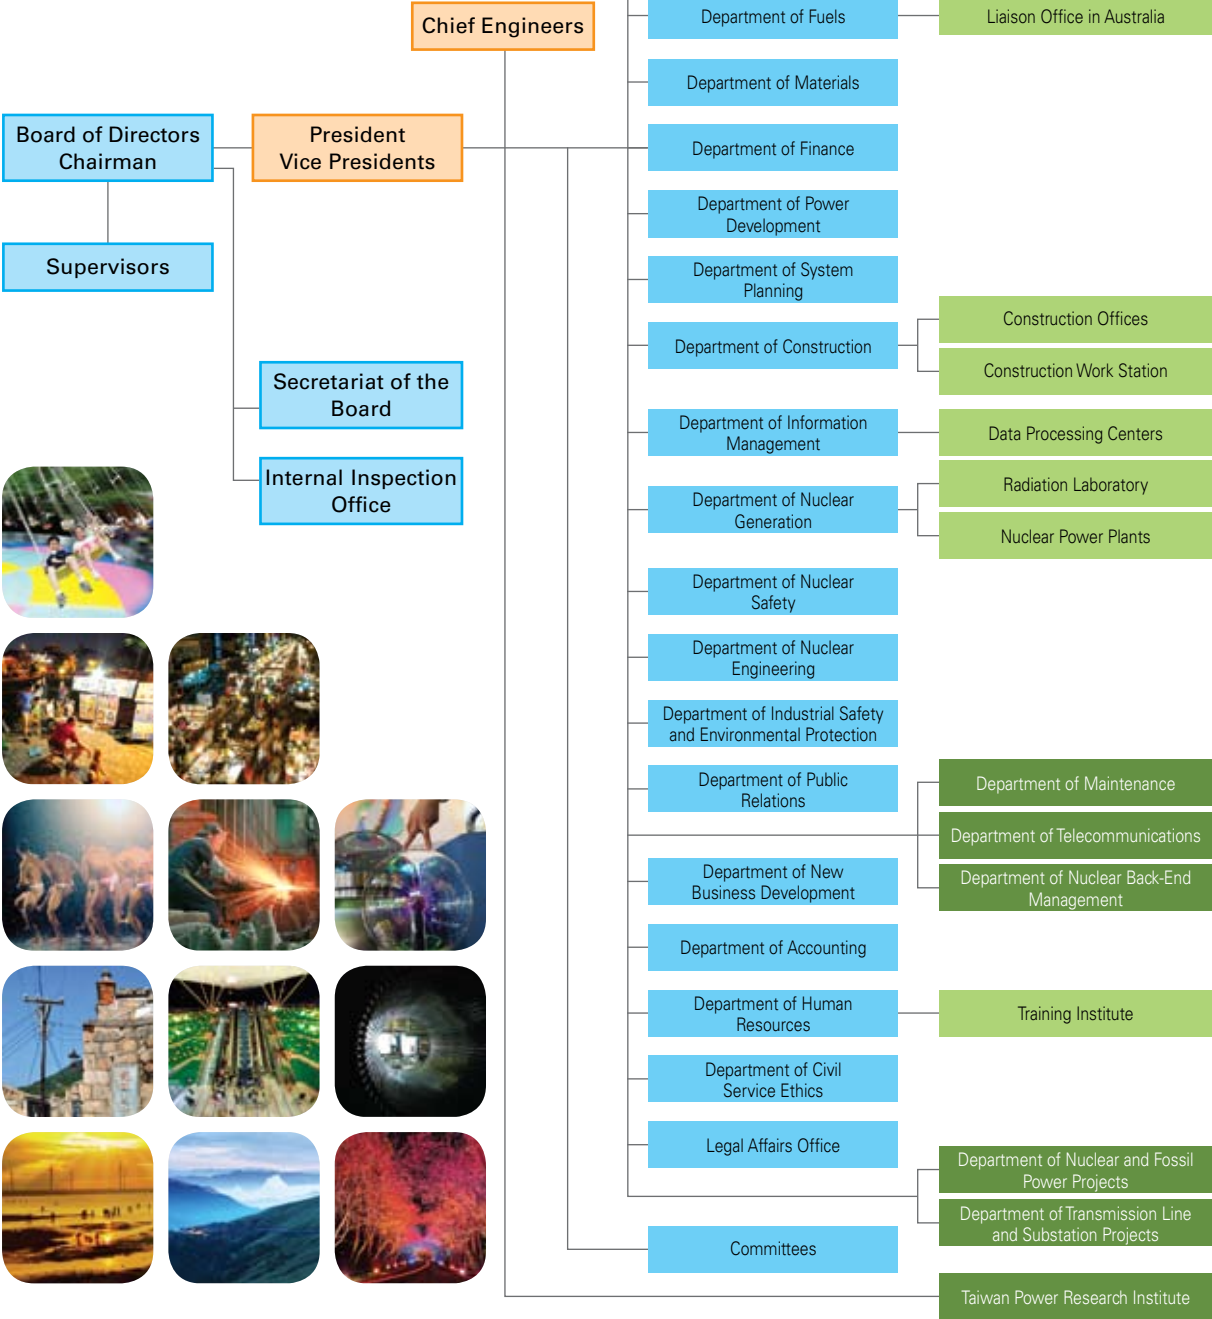 Chief Engineers
Board of Directors
Chairman
President
Vice Presidents
Supervisors
Secretariat of the
Board
Internal Inspection
Office
Department of Fuels
Liaison Office in Australia
Department of Materials
Department of Finance
Department of Power
Development
Department of System
Planning
Department of Construction
Construction Offices
Construction Work Station
Department of Information
Management
Data Processing Centers
Department of Nuclear
Generation
Radiation Laboratory
Nuclear Power Plants
Department of Nuclear
Safety
Department of Nuclear
Engineering
Department of Industrial Safety
and Environmental Protection
Department of Public
Relations
Department of Maintenance
Department of Telecommunications
Department of Nuclear Back-End
Management
Department of New
Business Development
Department of Accounting
Department of Human
Resources
Training Institute
Department of Civil
Service Ethics
Legal Affairs Office
Department of Nuclear and Fossil
Power Projects
Department of Transmission Line
and Substation Projects
Committees
Taiwan Power Research Institute